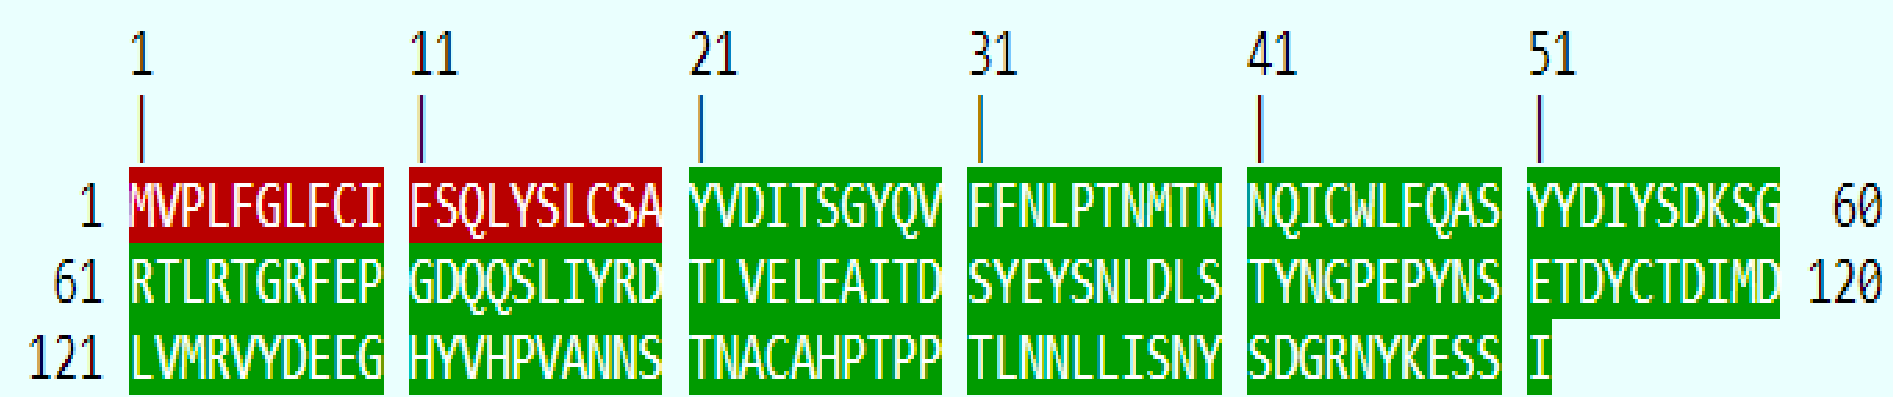 1 11 21 31 41 51
1 MVPLFGLFCI FSQLYSLCSA YVDITSGYQV FFNLPTNMTN NQICWLFQAS YYDIYSDKSG 60
61 RTLRTGRFEP GDQQSLIYRD TLVELEAITD SYEYSNLDLS TYNGPEPYNS ETDYCTDIMD 120
121 LVMRVYDEEG HYVHPVANNS TNACAHPTPP TLNNLLISNY SDGRNYKESS I